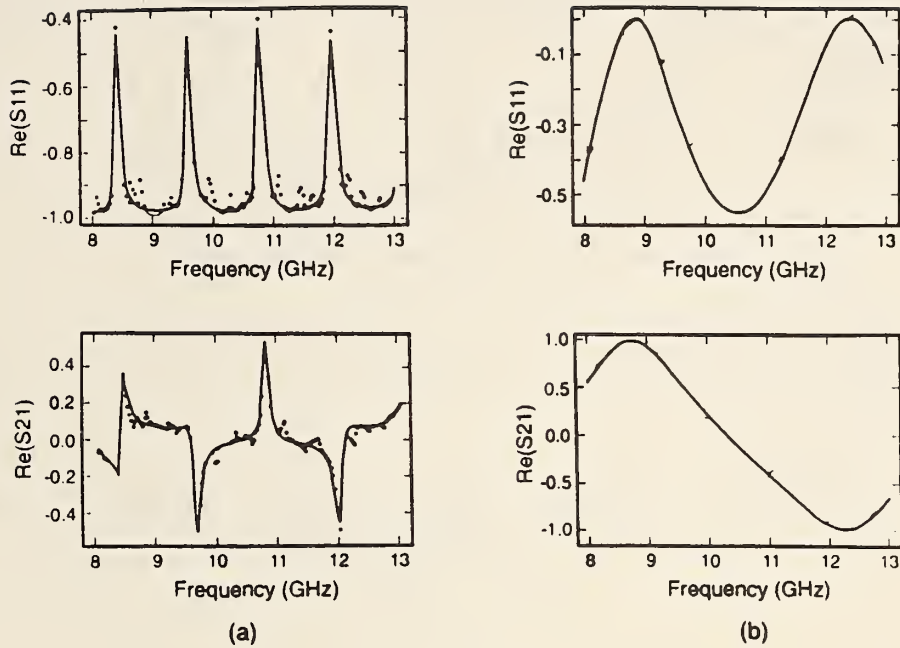 Re(S11)
-0.4
-0.6
-0.8
-1.0
8 9 10 11 12 13
Frequency (GHz)
Re(S11)
-0.1
-0.3
-0.5
8 9 10 11 12 13
Frequency (GHz)
Re(S21)
0.4
0.2
0.0
-0.2
-0.4
8 9 10 11 12 13
Frequency (GHz)
(a)
Re(S21)
1.0
0.5
0.0
-0.5
-1.0
8 9 10 11 12 13
Frequency (GHz)
(b)